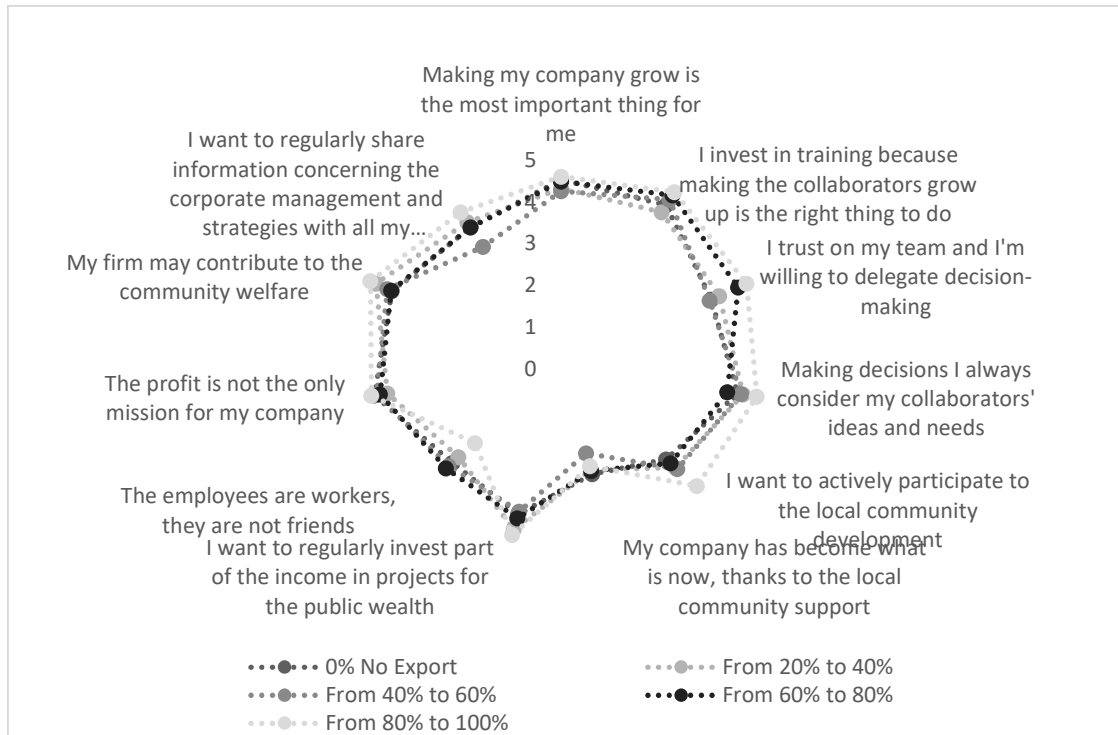 Making my company grow is
the most important thing for
me
I invest in training because
making the collaborators grow
up is the right thing to do
I trust on my team and I'm
willing to delegate decision-
making
Making decisions I always
consider my collaborators'
ideas and needs
I want to actively participate to
the local community
development
My company has become what
is now, thanks to the local
community support
I want to regularly invest part
of the income in projects for
the public wealth
The employees are workers,
they are not friends
The profit is not the only
mission for my company
My firm may contribute to the
community welfare
I want to regularly share
information concerning the
corporate management and
strategies with all my…
5
4
3
2
1
0
0% No Export
From 20% to 40%
From 40% to 60%
From 60% to 80%
From 80% to 100%